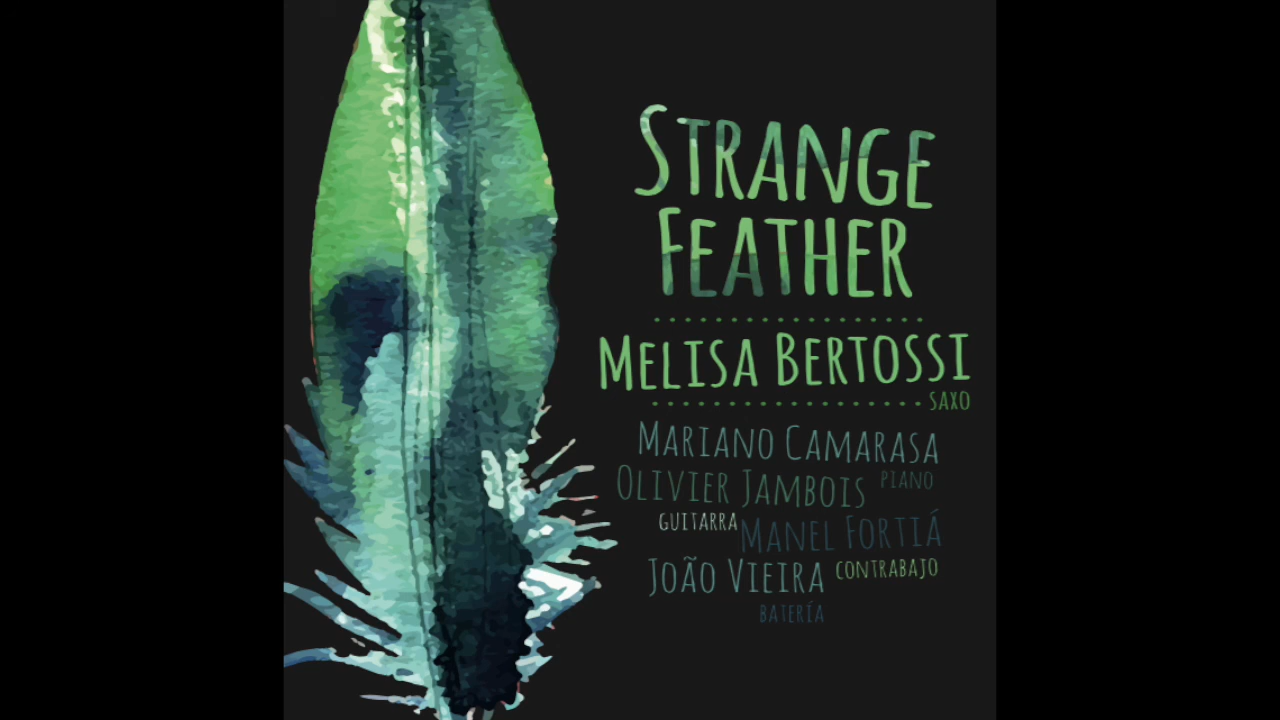 STRANGE
FEATHER
MELISA BERTOSSI
SAXO
MARIANO CAMARASA
PIANO
OLIVIER JAMBOIS
GUITARRA
MANEL FORTIÁ
CONTRABAJO
JOÃO VIEIRA
BATERÍA